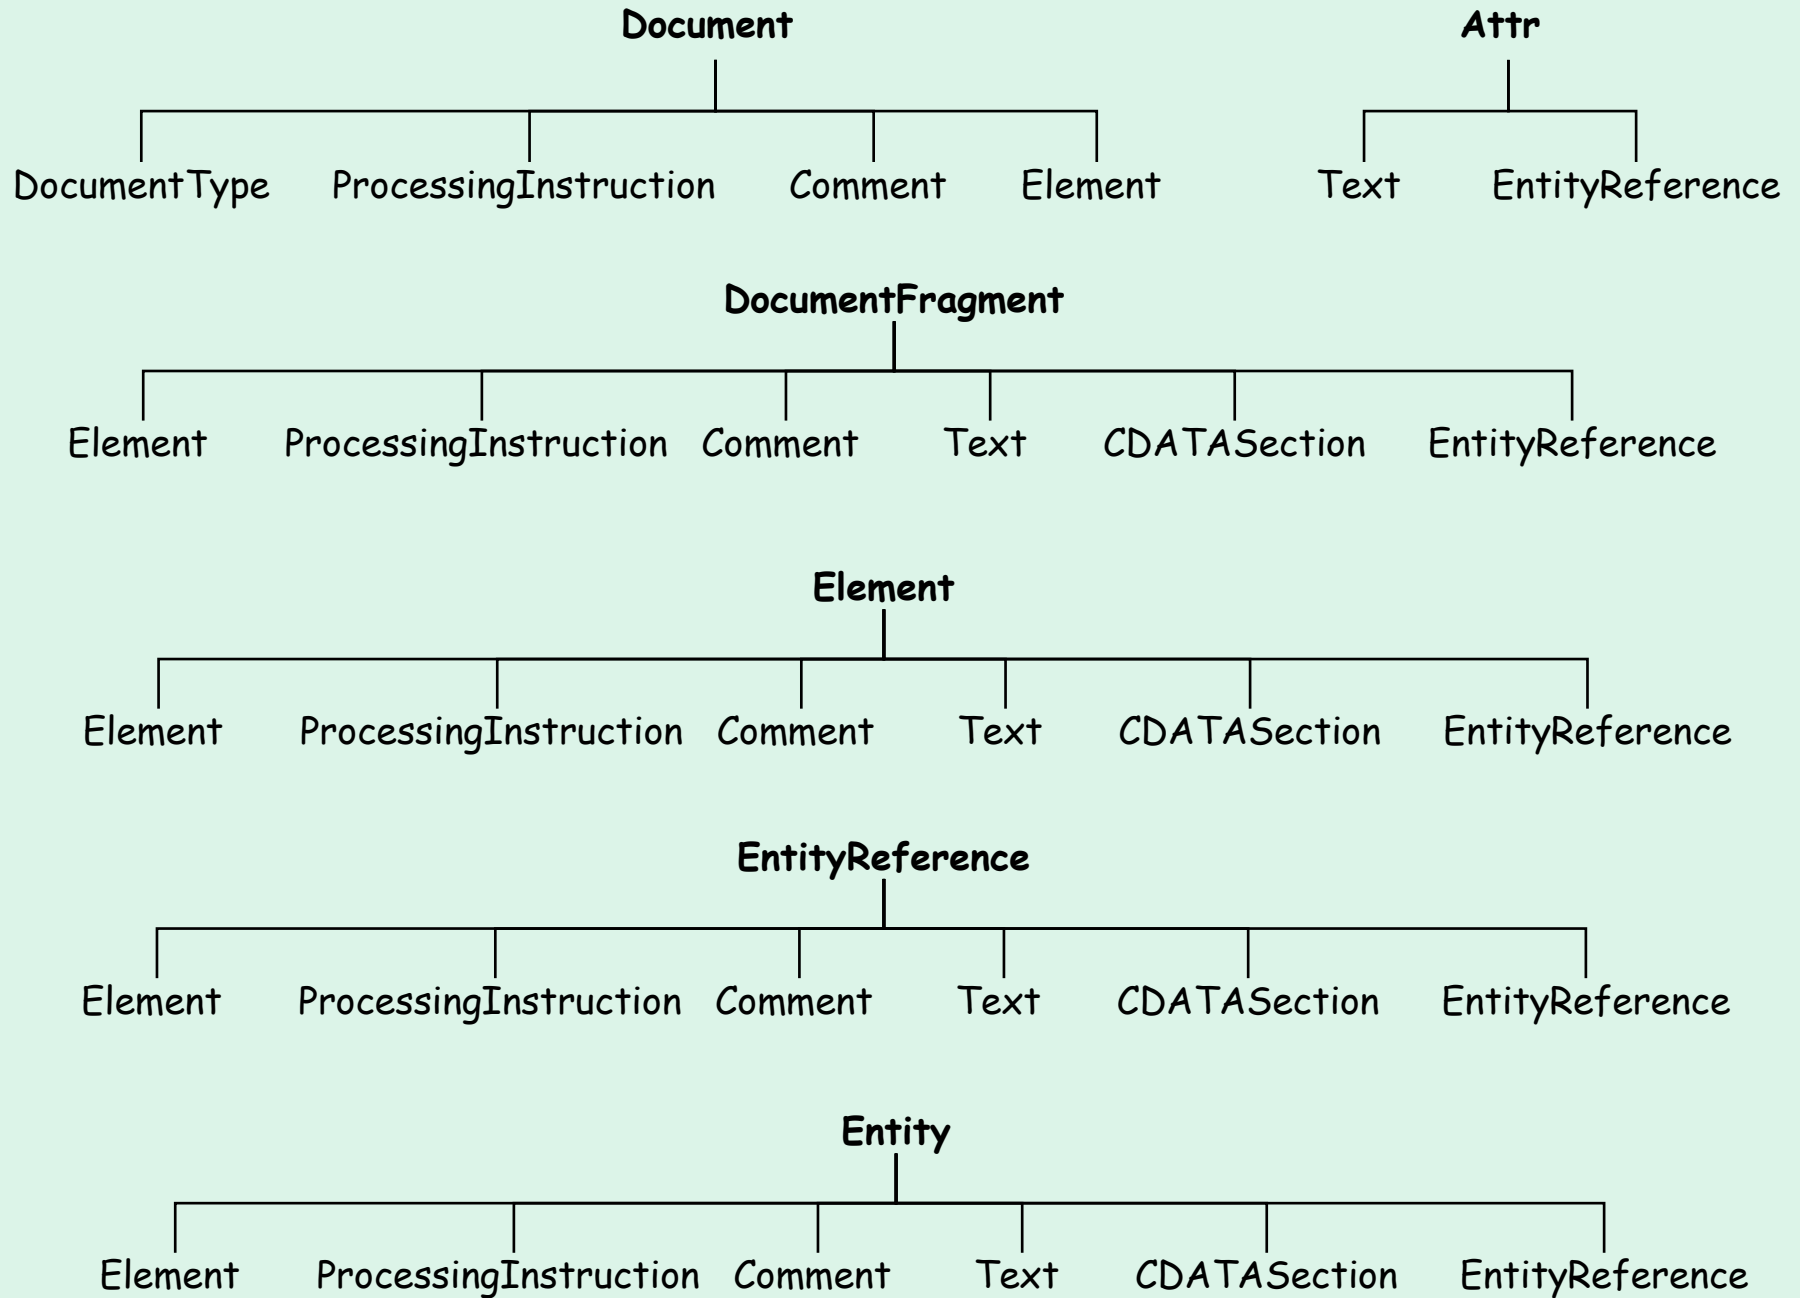 Document Attr
DocumentType ProcessingInstruction Comment Element Text EntityReference
DocumentFragment
Element ProcessingInstruction Comment Text CDATASection EntityReference
Element
Element ProcessingInstruction Comment Text CDATASection EntityReference
EntityReference
Element ProcessingInstruction Comment Text CDATASection EntityReference
Entity
Element ProcessingInstruction Comment Text CDATASection EntityReference